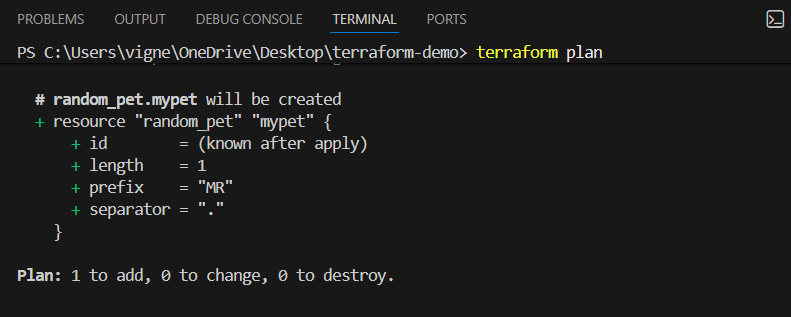 PROBLEMS OUTPUT DEBUG CONSOLE TERMINAL PORTS
PS C:\Users\vigne\OneDrive\Desktop\terraform-demo> terraform plan
# random_pet.mypet will be created
+ resource "random_pet" "mypet" {
+ id = (known after apply)
+ length = 1
+ prefix = "MR"
+ separator = "."
}
Plan: 1 to add, 0 to change, 0 to destroy.